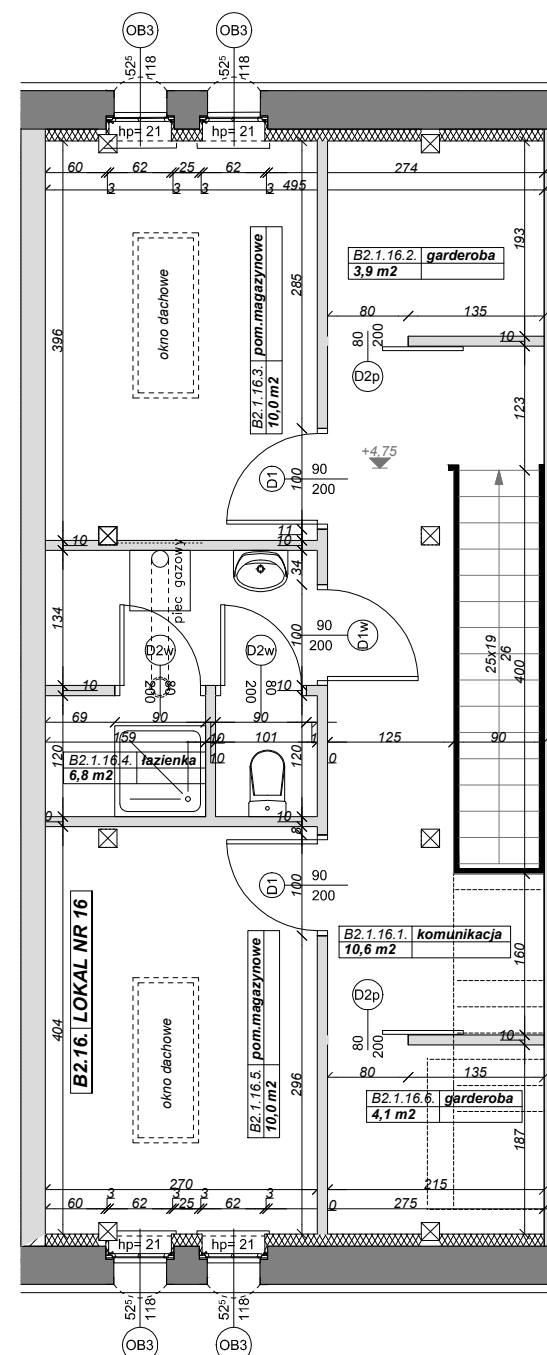 OB3
OB3
52⁵
118
52⁵
118
hp= 21
hp= 21
60
62
25
62
274
3
3
3
3
495
193
B2.1.16.2.
garderoba
3,9 m2
okno dachowe
B2.1.16.3.
pom.magazynowe
10,0 m2
285
396
80
135
80
200
10
D2p
123
+4.75
D1
90
200
100
11
10
10
34
piec gazowy
134
100
90
200
D1w
25x19
26
400
D2w
D2w
80
200
80
200
10
10
69
90
90
159
10
101
1
125
90
120
B2.1.16.4.
łazienka
6,8 m2
10
120
0
0
10
8
D1
90
200
100
B2.16. LOKAL NR 16
B2.1.16.1.
komunikacja
10,6 m2
B2.1.16.5.
pom.magazynowe
10,0 m2
160
D2p
80
200
10
okno dachowe
404
296
80
135
B2.1.16.6.
garderoba
4,1 m2
187
270
215
60
3
62
3
25
3
62
3
0
275
hp= 21
hp= 21
52⁵
118
52⁵
118
OB3
OB3